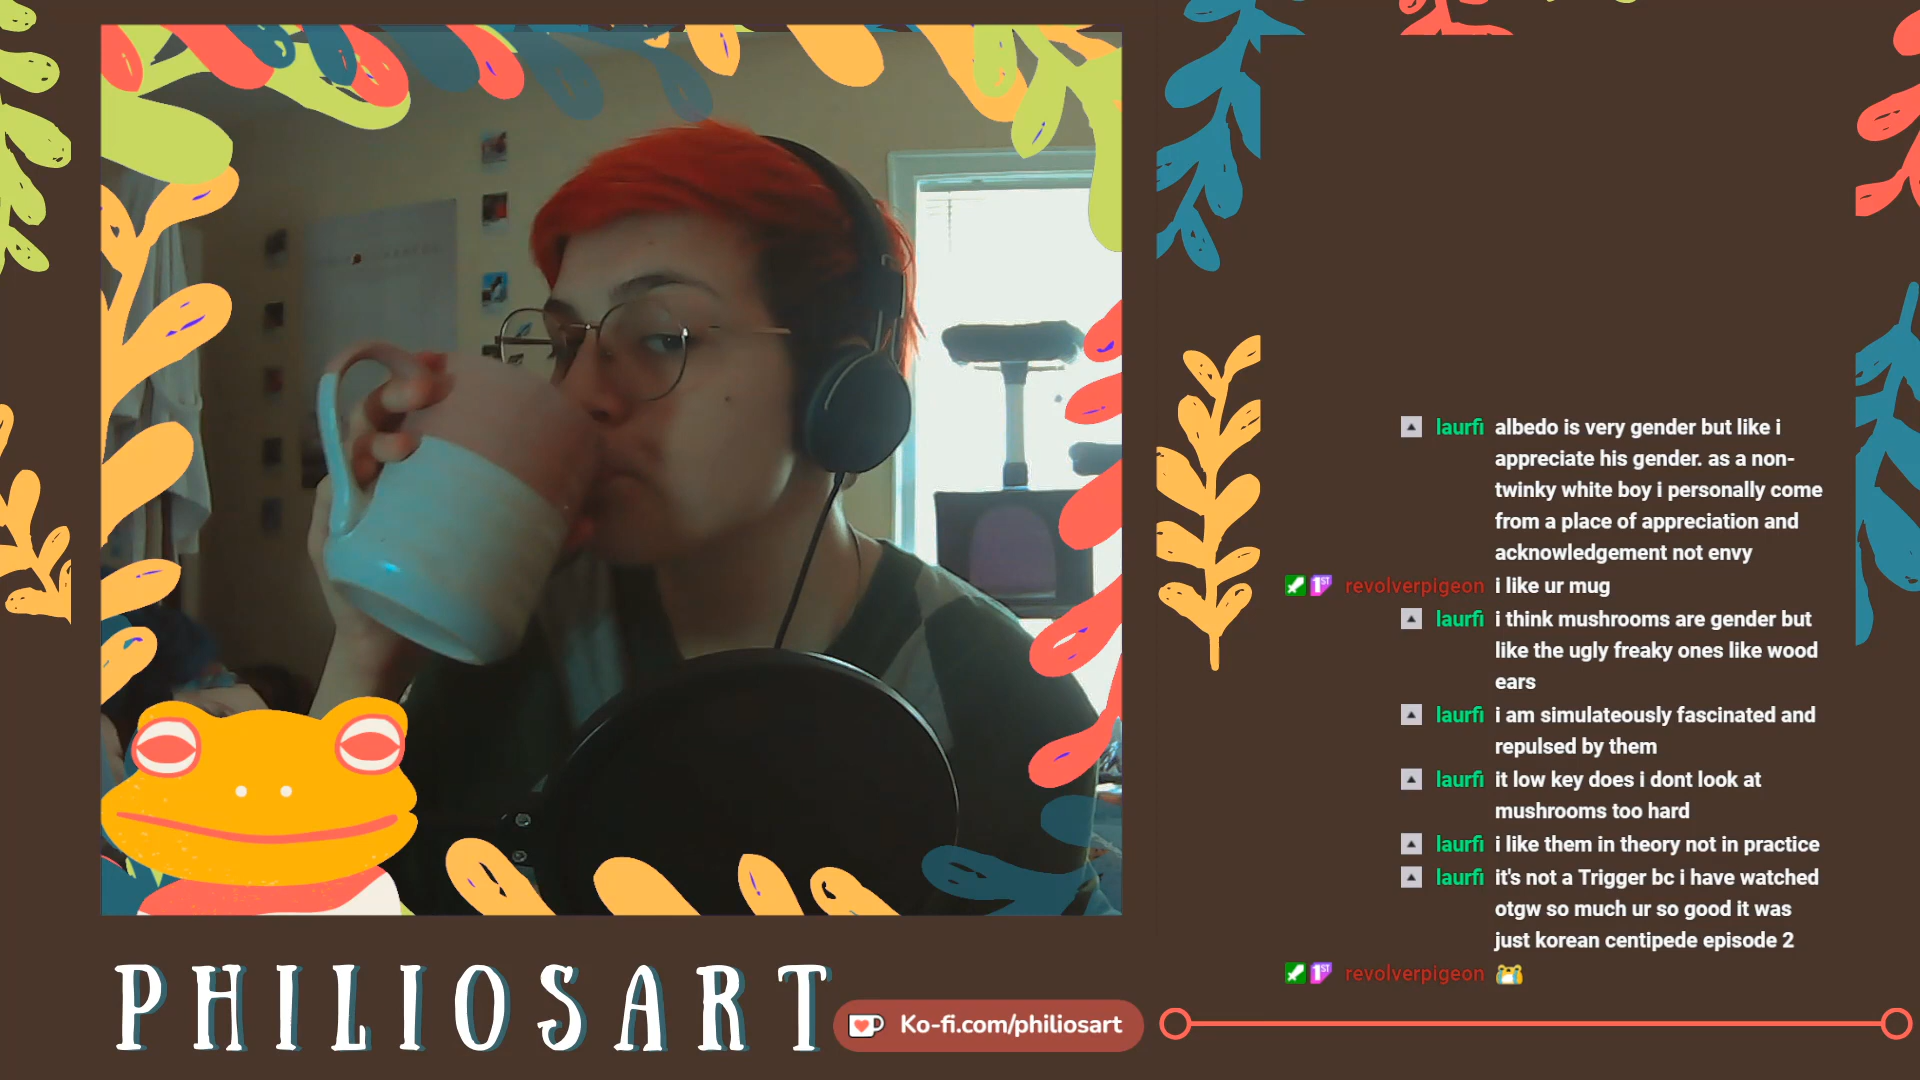 laurfi albedo is very gender but like i
appreciate his gender. as a non-
twinky white boy i personally come
from a place of appreciation and
acknowledgement not envy
1ST revolverpigeon i like ur mug
laurfi i think mushrooms are gender but
like the ugly freaky ones like wood
ears
laurfi i am simulateously fascinated and
repulsed by them
laurfi it low key does i dont look at
mushrooms too hard
laurfi i like them in theory not in practice
laurfi it's not a Trigger bc i have watched
otgw so much ur so good it was
just korean centipede episode 2
1ST revolverpigeon
PHILIOSART
Ko-fi.com/philiosart